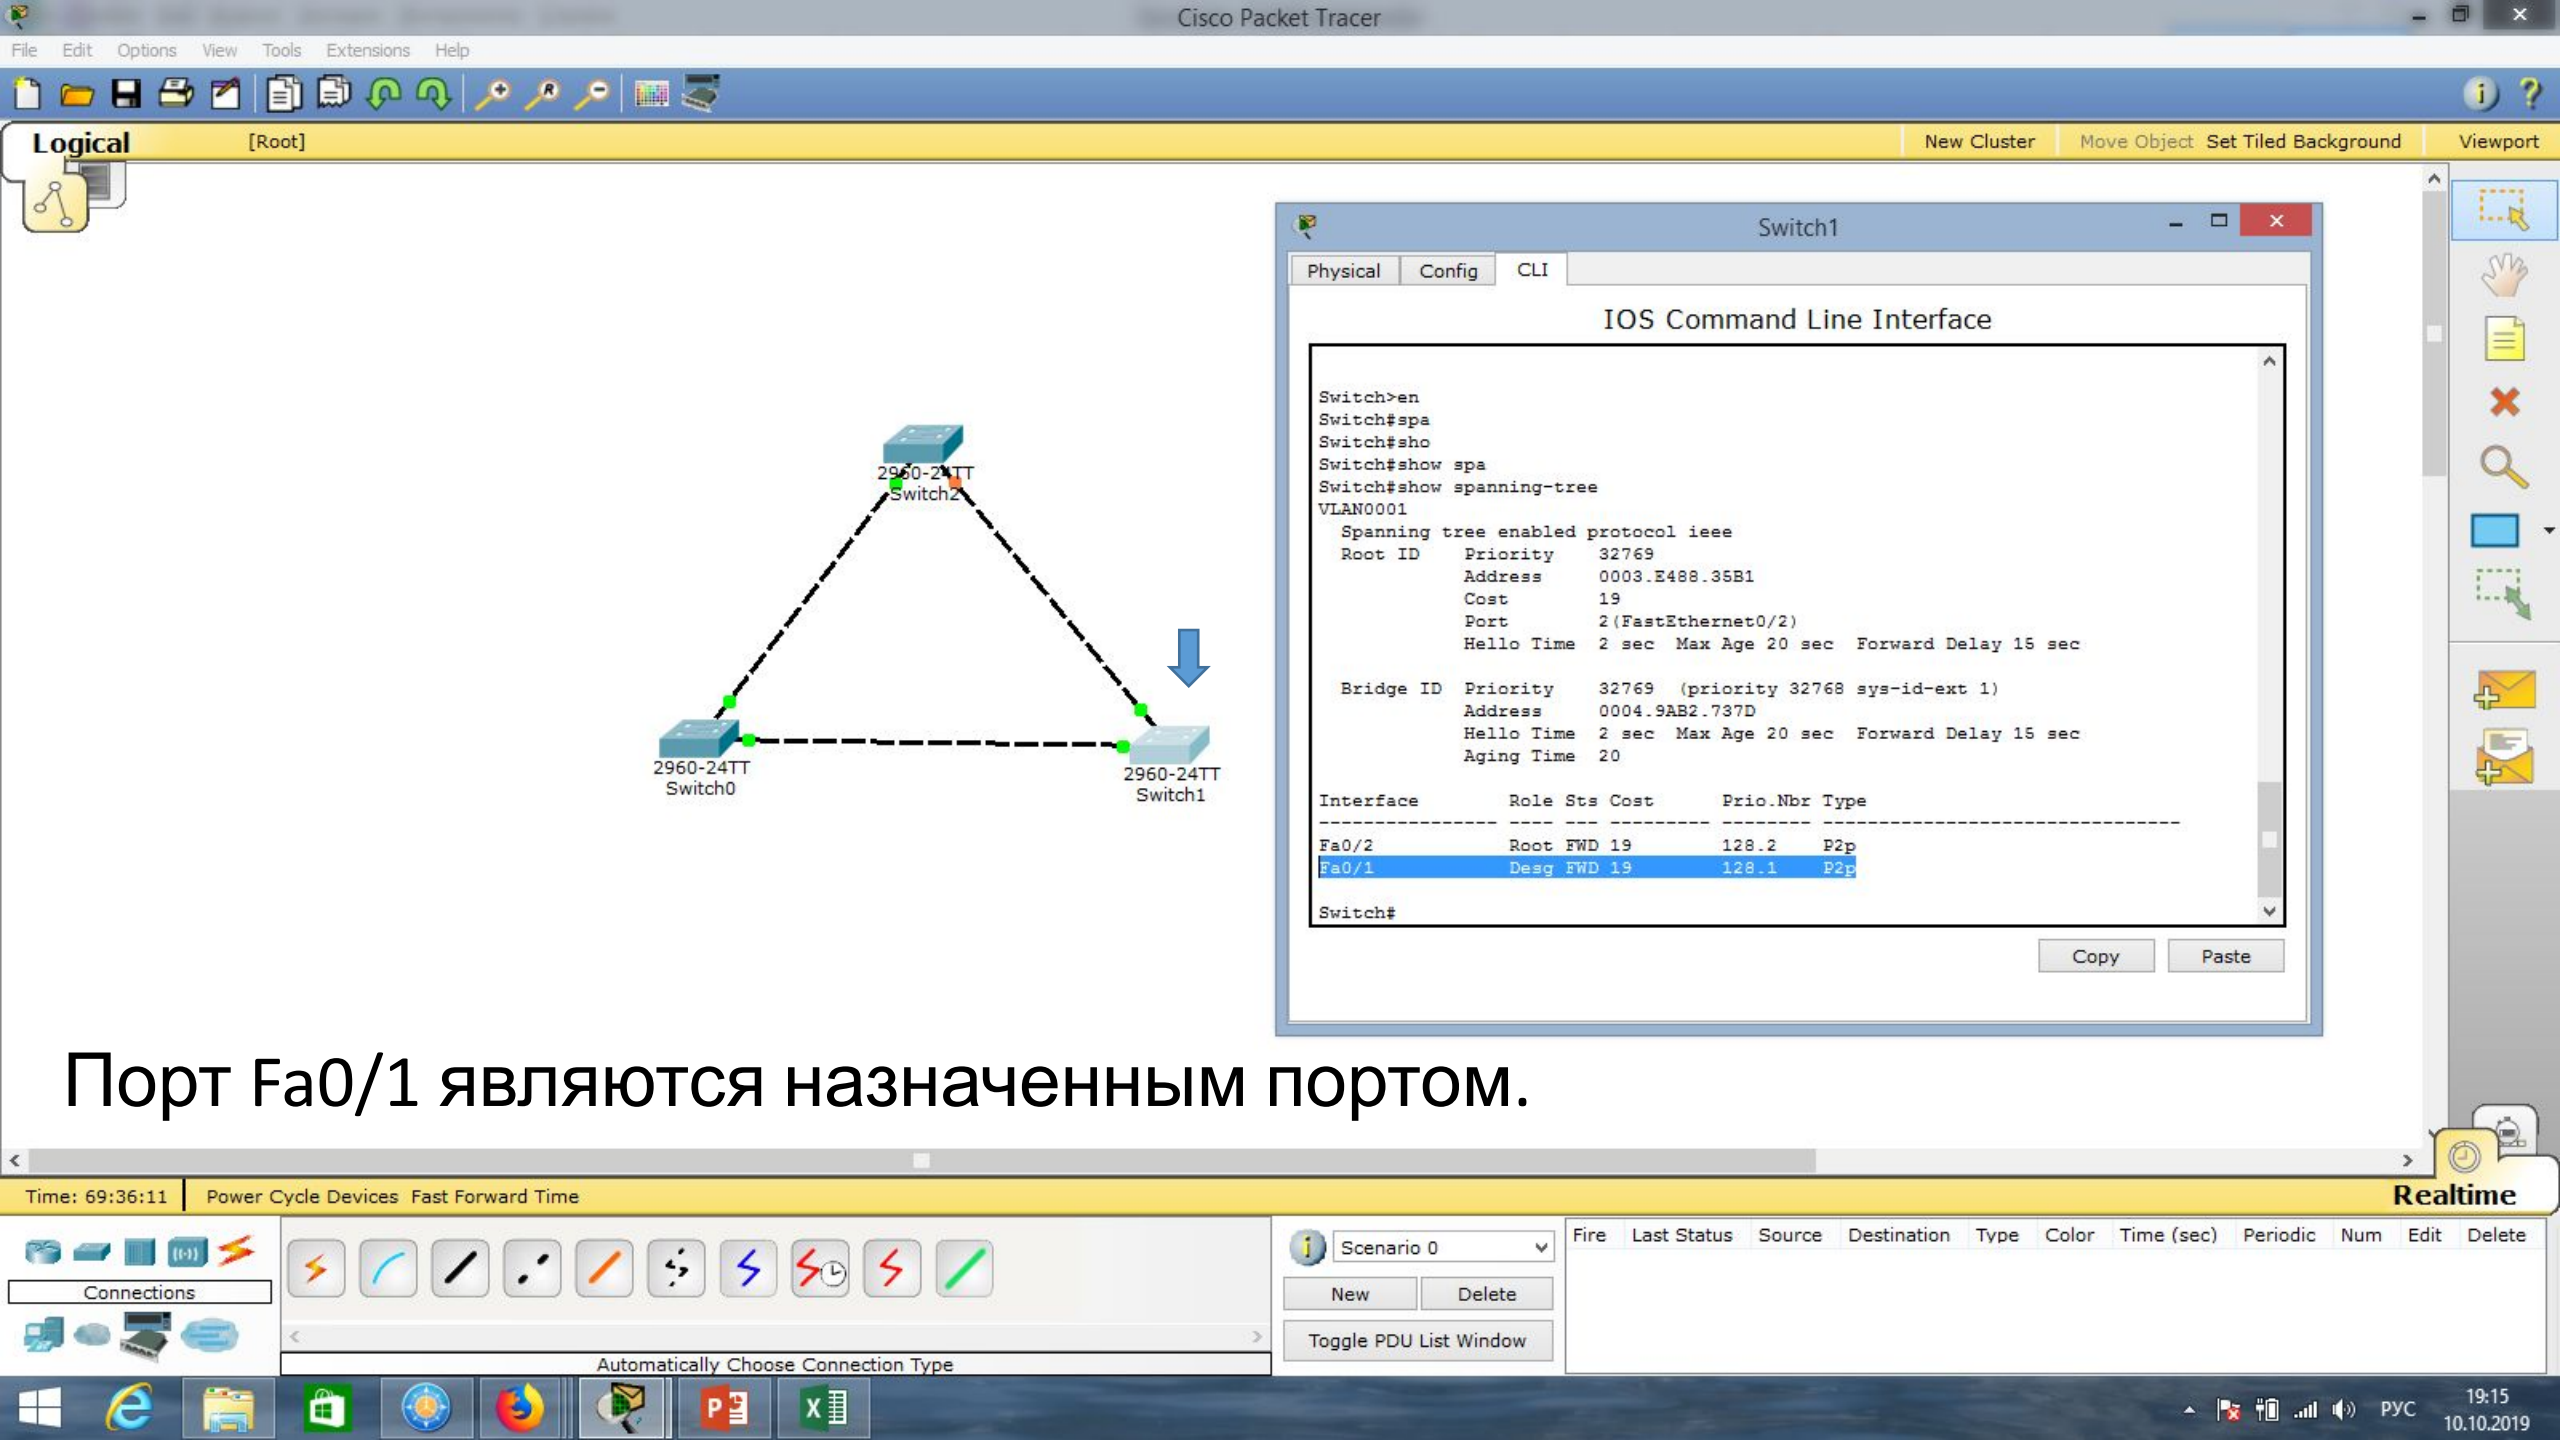 Cisco Packet Tracer
File Edit Options View Tools Extensions Help
Logical [Root] New Cluster Move Object Set Tiled Background Viewport
Switch1
Physical Config CLI
IOS Command Line Interface
Switch>en
Switch#spa
Switch#sho
Switch#show spa
Switch#show spanning-tree
VLAN0001
Spanning tree enabled protocol ieee
Root ID Priority 32769
Address 0003.E488.35B1
Cost 19
Port 2(FastEthernet0/2)
Hello Time 2 sec Max Age 20 sec Forward Delay 15 sec
Bridge ID Priority 32769 (priority 32768 sys-id-ext 1)
Address 0004.9AB2.737D
Hello Time 2 sec Max Age 20 sec Forward Delay 15 sec
Aging Time 20
Interface Role Sts Cost Prio.Nbr Type
---------------- ---- --- --------- -------- --------------------------------
Fa0/2 Root FWD 19 128.2 P2p
Fa0/1 Desg FWD 19 128.1 P2p
Switch#
Copy Paste
2960-24TT
Switch2
2960-24TT
Switch0
2960-24TT
Switch1
Порт Fa0/1 являются назначенным портом.
Time: 69:36:11 Power Cycle Devices Fast Forward Time Realtime
Connections
Automatically Choose Connection Type
Scenario 0
New Delete
Toggle PDU List Window
Fire Last Status Source Destination Type Color Time (sec) Periodic Num Edit Delete
РУС
19:15
10.10.2019